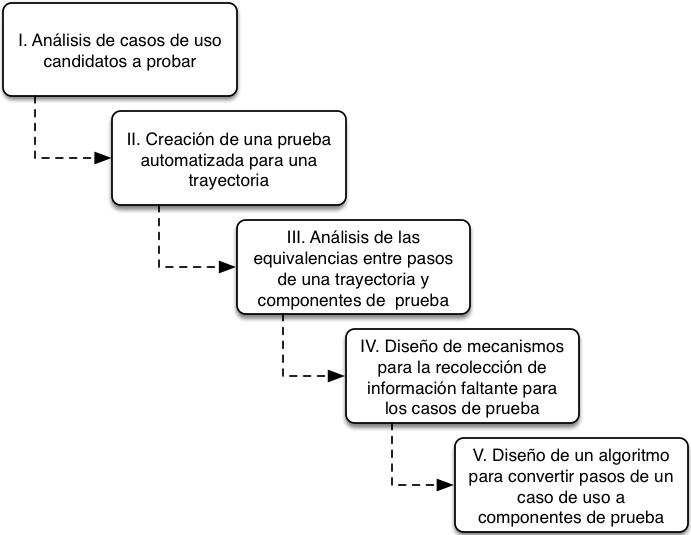 I. Análisis de casos de uso
candidatos a probar
II. Creación de una prueba
automatizada para una
trayectoria
III. Análisis de las
equivalencias entre pasos
de una trayectoria y
componentes de prueba
IV. Diseño de mecanismos
para la recolección de
información faltante para
los casos de prueba
V. Diseño de un algoritmo
para convertir pasos de un
caso de uso a
componentes de prueba